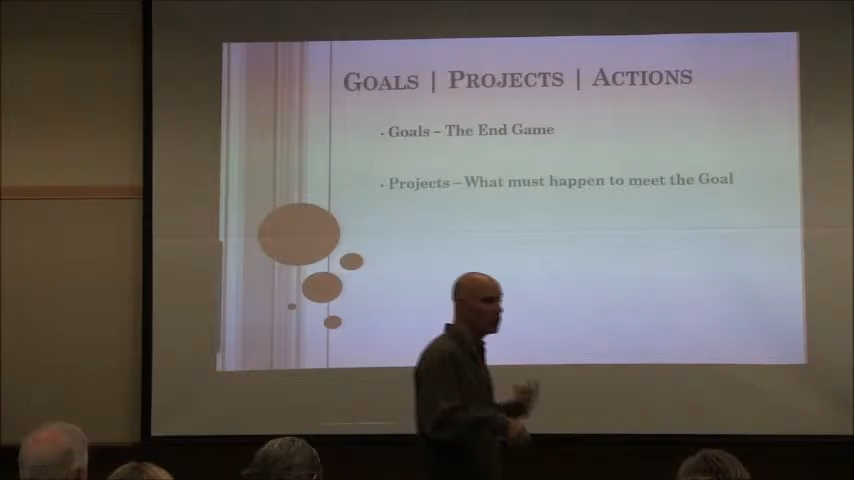 GOALS | PROJECTS | ACTIONS
· Goals – The End Game
· Projects – What must happen to meet the Goal